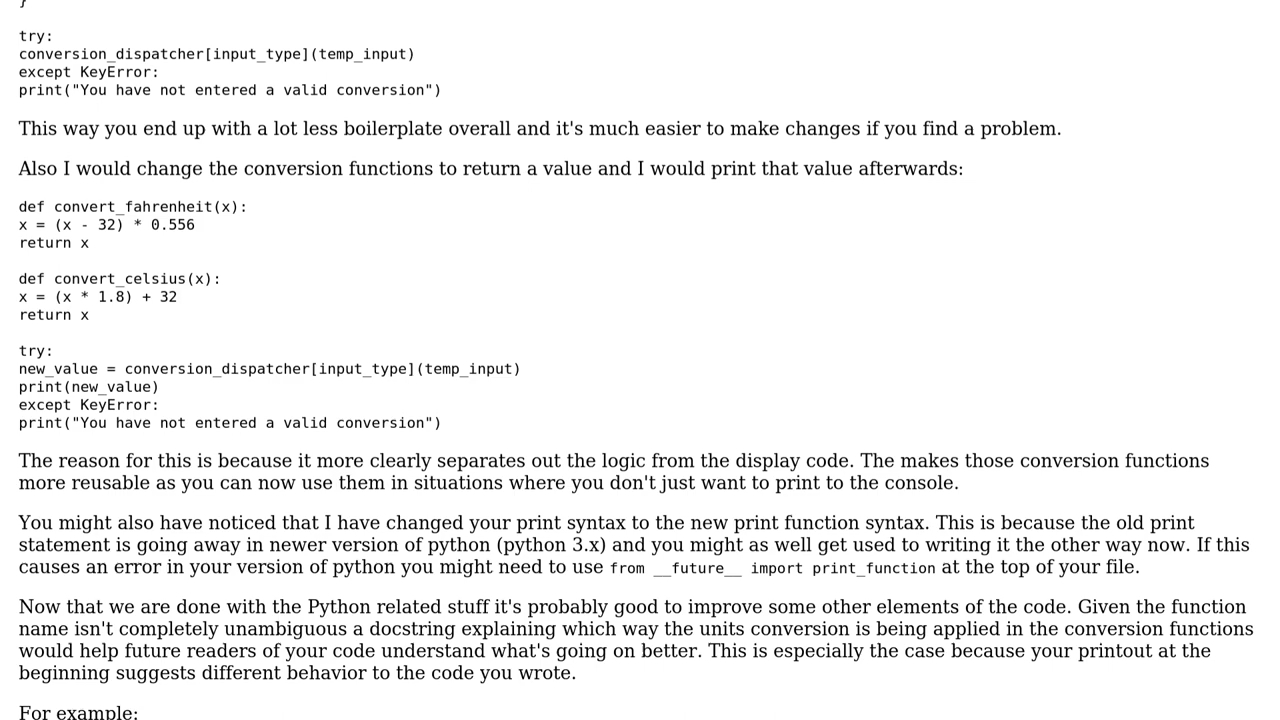 }
try:
conversion_dispatcher[input_type](temp_input)
except KeyError:
print("You have not entered a valid conversion")
This way you end up with a lot less boilerplate overall and it's much easier to make changes if you find a problem.
Also I would change the conversion functions to return a value and I would print that value afterwards:
def convert_fahrenheit(x):
x = (x - 32) * 0.556
return x
def convert_celsius(x):
x = (x * 1.8) + 32
return x
try:
new_value = conversion_dispatcher[input_type](temp_input)
print(new_value)
except KeyError:
print("You have not entered a valid conversion")
The reason for this is because it more clearly separates out the logic from the display code. The makes those conversion functions
more reusable as you can now use them in situations where you don't just want to print to the console.
You might also have noticed that I have changed your print syntax to the new print function syntax. This is because the old print
statement is going away in newer version of python (python 3.x) and you might as well get used to writing it the other way now. If this
causes an error in your version of python you might need to use from __future__ import print_function at the top of your file.
Now that we are done with the Python related stuff it's probably good to improve some other elements of the code. Given the function
name isn't completely unambiguous a docstring explaining which way the units conversion is being applied in the conversion functions
would help future readers of your code understand what's going on better. This is especially the case because your printout at the
beginning suggests different behavior to the code you wrote.
For example: